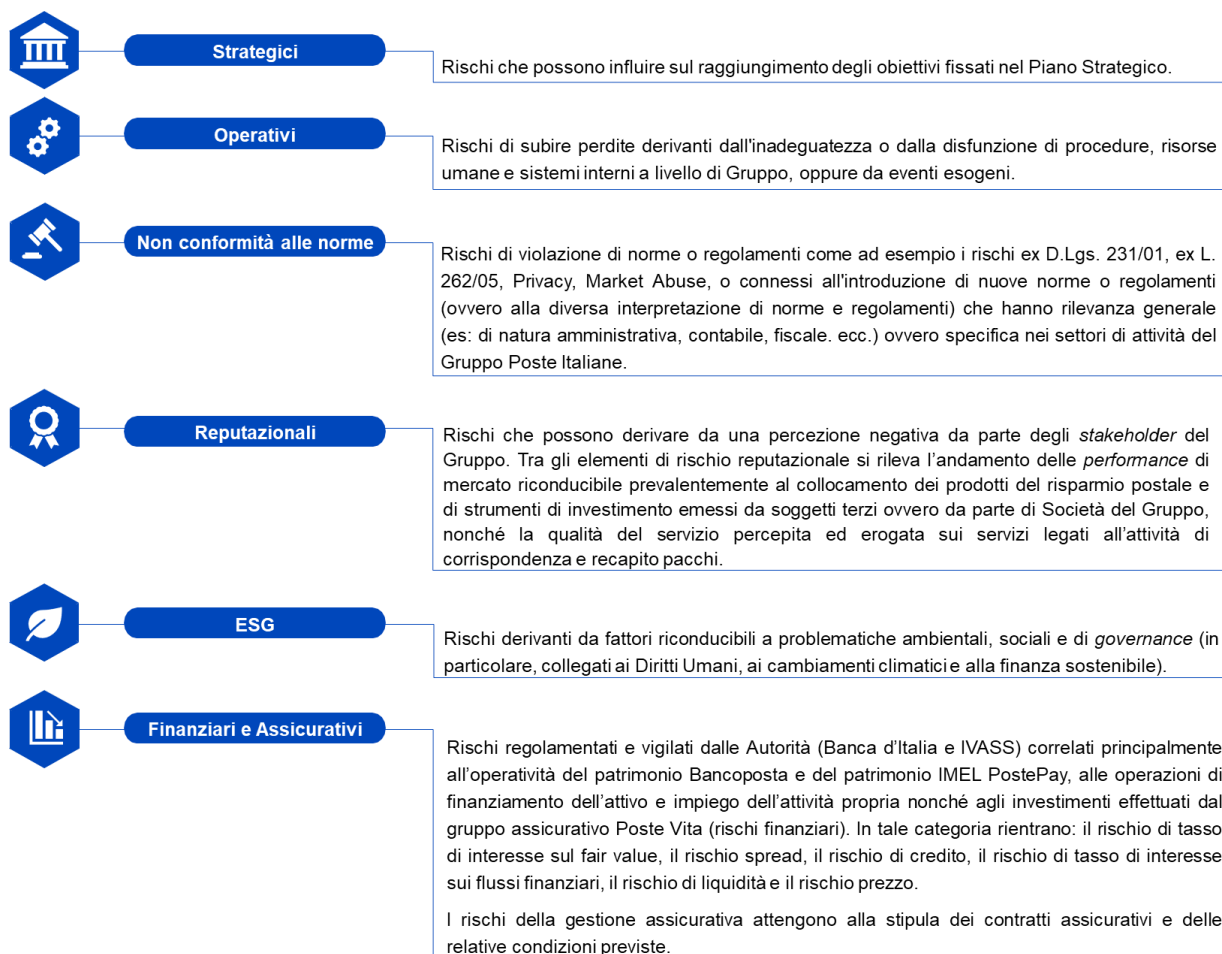 Strategici
Rischi che possono influire sul raggiungimento degli obiettivi fissati nel Piano Strategico.
Operativi
Rischi di subire perdite derivanti dall'inadeguatezza o dalla disfunzione di procedure, risorse
umane e sistemi interni a livello di Gruppo, oppure da eventi esogeni.
Non conformità alle norme
Rischi di violazione di norme o regolamenti come ad esempio i rischi ex D.Lgs. 231/01, ex L.
262/05, Privacy, Market Abuse, o connessi all'introduzione di nuove norme o regolamenti
(ovvero alla diversa interpretazione di norme e regolamenti) che hanno rilevanza generale
(es: di natura amministrativa, contabile, fiscale. ecc.) ovvero specifica nei settori di attività del
Gruppo Poste Italiane.
Reputazionali
Rischi che possono derivare da una percezione negativa da parte degli stakeholder del
Gruppo. Tra gli elementi di rischio reputazionale si rileva l’andamento delle performance di
mercato riconducibile prevalentemente al collocamento dei prodotti del risparmio postale e
di strumenti di investimento emessi da soggetti terzi ovvero da parte di Società del Gruppo,
nonché la qualità del servizio percepita ed erogata sui servizi legati all’attività di
corrispondenza e recapito pacchi.
ESG
Rischi derivanti da fattori riconducibili a problematiche ambientali, sociali e di governance (in
particolare, collegati ai Diritti Umani, ai cambiamenti climatici e alla finanza sostenibile).
Finanziari e Assicurativi
Rischi regolamentati e vigilati dalle Autorità (Banca d’Italia e IVASS) correlati principalmente
all’operatività del patrimonio Bancoposta e del patrimonio IMEL PostePay, alle operazioni di
finanziamento dell’attivo e impiego dell’attività propria nonché agli investimenti effettuati dal
gruppo assicurativo Poste Vita (rischi finanziari). In tale categoria rientrano: il rischio di tasso
di interesse sul fair value, il rischio spread, il rischio di credito, il rischio di tasso di interesse
sui flussi finanziari, il rischio di liquidità e il rischio prezzo.
I rischi della gestione assicurativa attengono alla stipula dei contratti assicurativi e delle
relative condizioni previste.